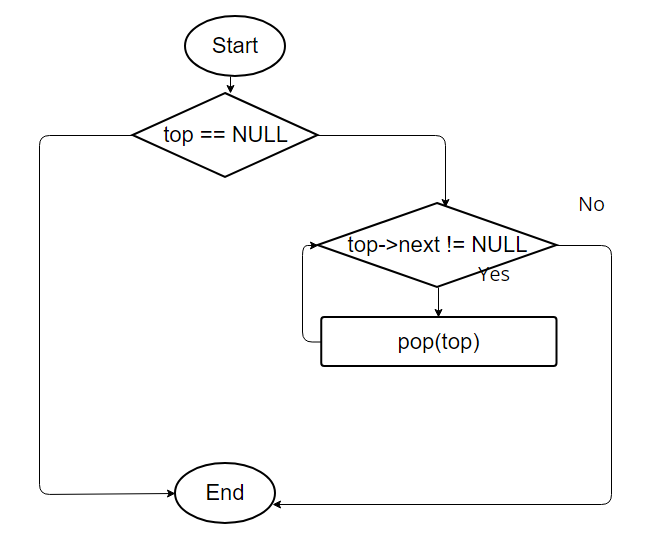 Start
top == NULL
No
top->next != NULL
Yes
pop(top)
End